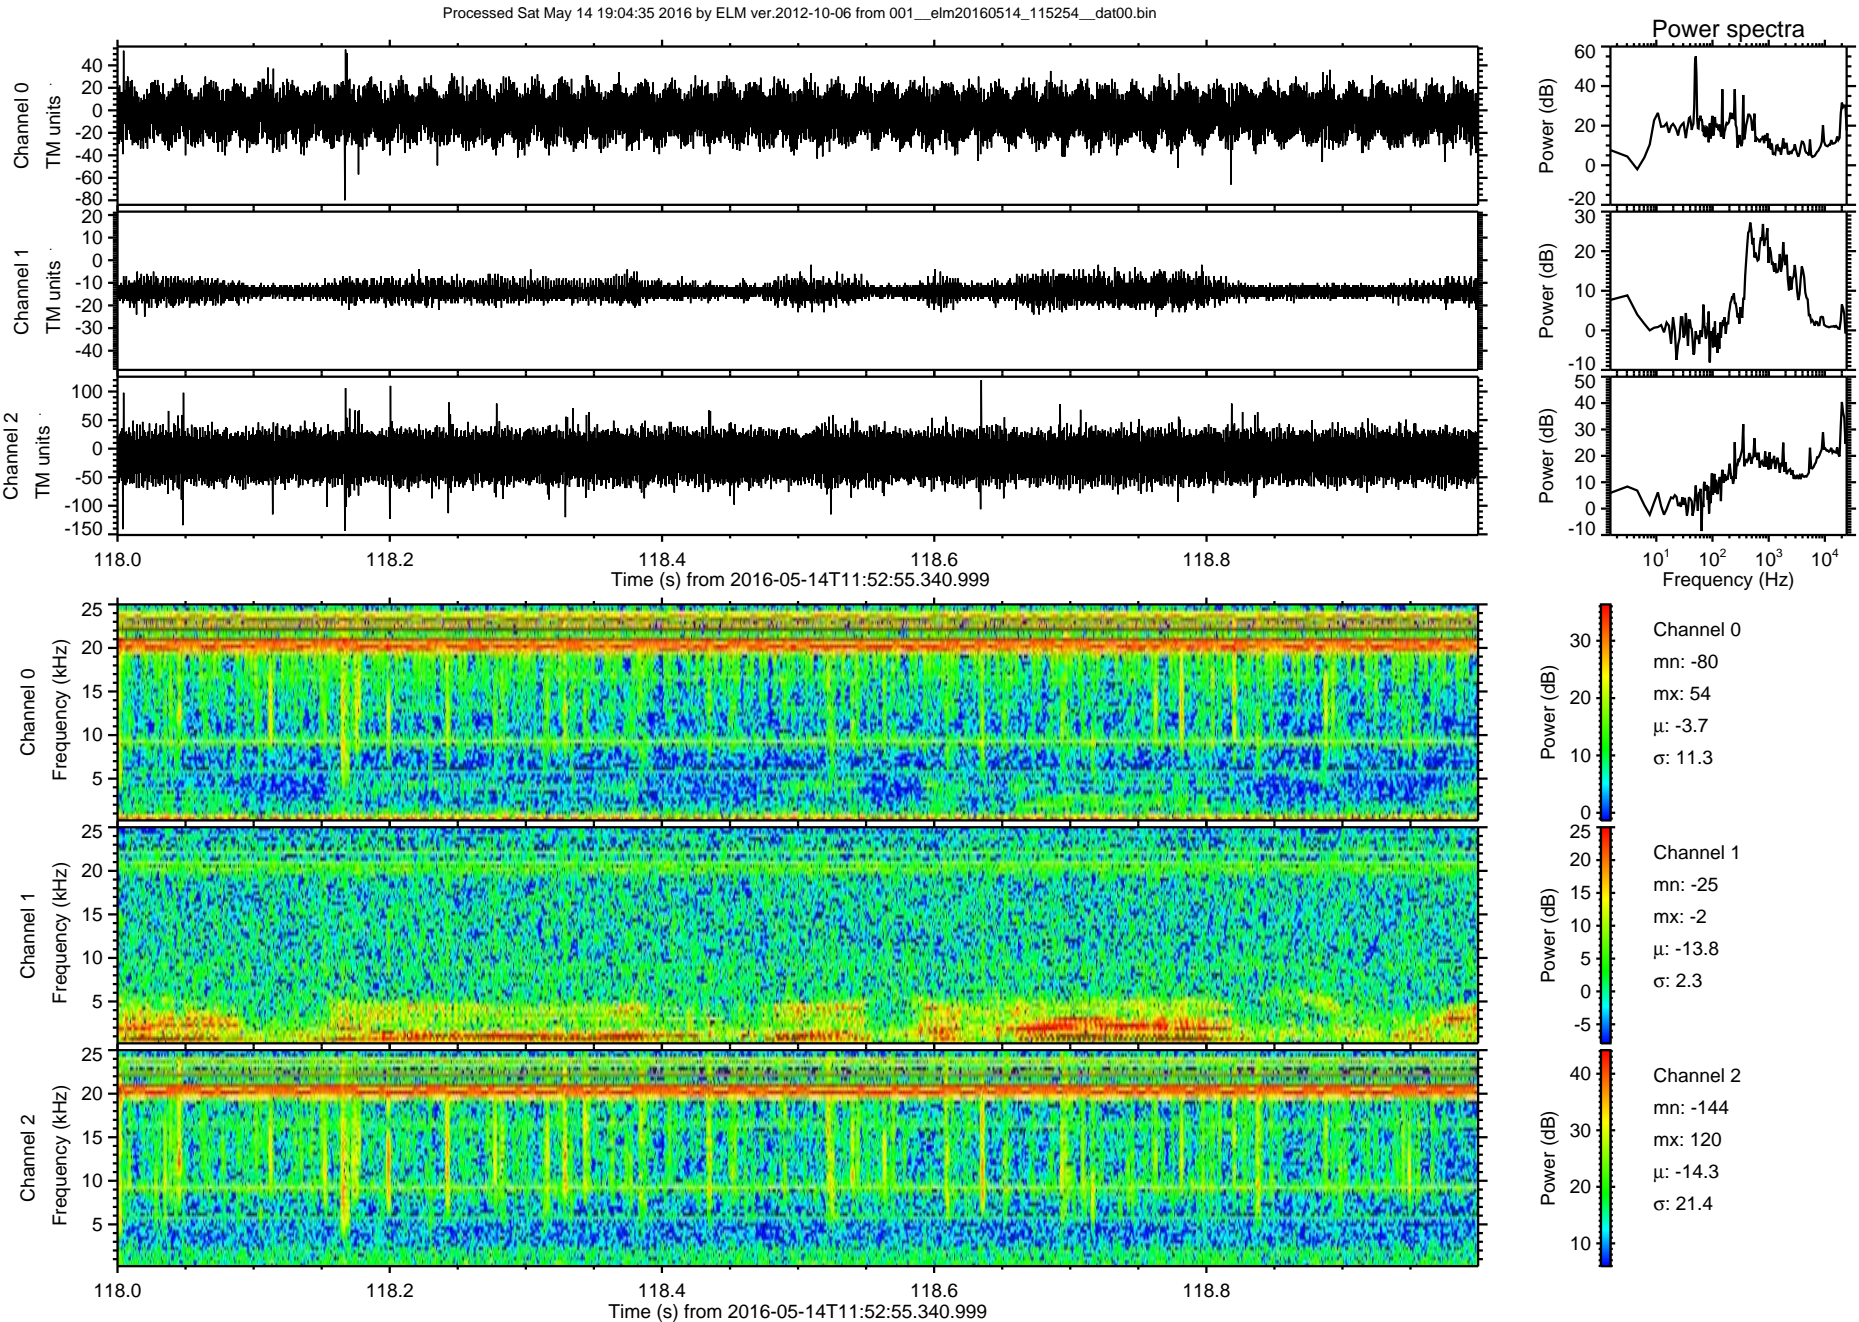 Processed Sat May 14 19:04:35 2016 by ELM ver.2012-10-06 from 001__elm20160514_115254__dat00.bin
Power spectra
Channel 0
TM units
40
20
0
-20
-40
-60
-80
Power (dB)
60
40
20
0
-20
Channel 1
TM units
20
10
0
-10
-20
-30
-40
Power (dB)
30
20
10
0
-10
Channel 2
TM units
100
50
0
-50
-100
-150
Power (dB)
50
40
30
20
10
0
-10
118.0 118.2 118.4 118.6 118.8
Time (s) from 2016-05-14T11:52:55.340.999
10^1 10^2 10^3 10^4
Frequency (Hz)
Channel 0
Frequency (kHz)
25
20
15
10
5
Power (dB)
30
20
10
0
Channel 0
mn: -80
mx: 54
μ: -3.7
σ: 11.3
Channel 1
Frequency (kHz)
25
20
15
10
5
Power (dB)
25
20
15
10
5
0
-5
Channel 1
mn: -25
mx: -2
μ: -13.8
σ: 2.3
Channel 2
Frequency (kHz)
25
20
15
10
5
Power (dB)
40
30
20
10
Channel 2
mn: -144
mx: 120
μ: -14.3
σ: 21.4
118.0 118.2 118.4 118.6 118.8
Time (s) from 2016-05-14T11:52:55.340.999